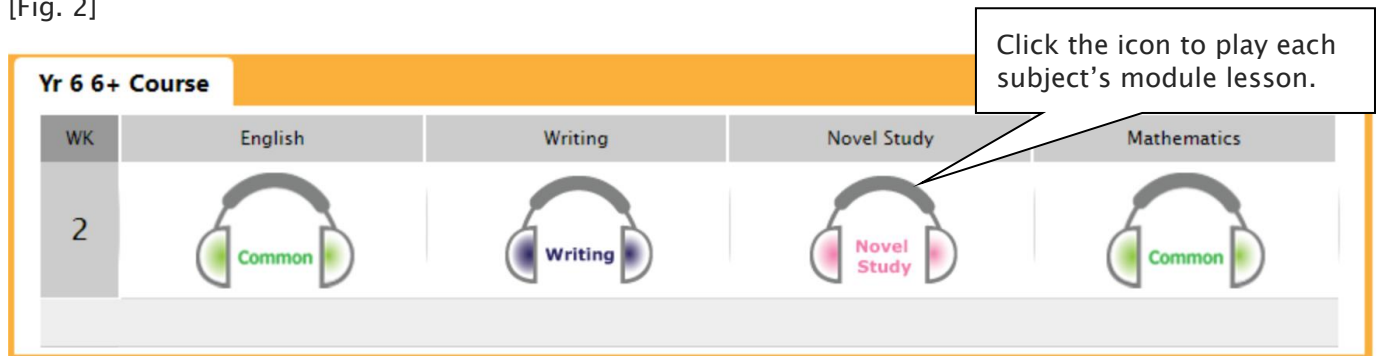 [Fig. 2]
Click the icon to play each
subject's module lesson.
Yr 6 6+ Course
WK English Writing Novel Study Mathematics
2 Common Writing Novel Study Common